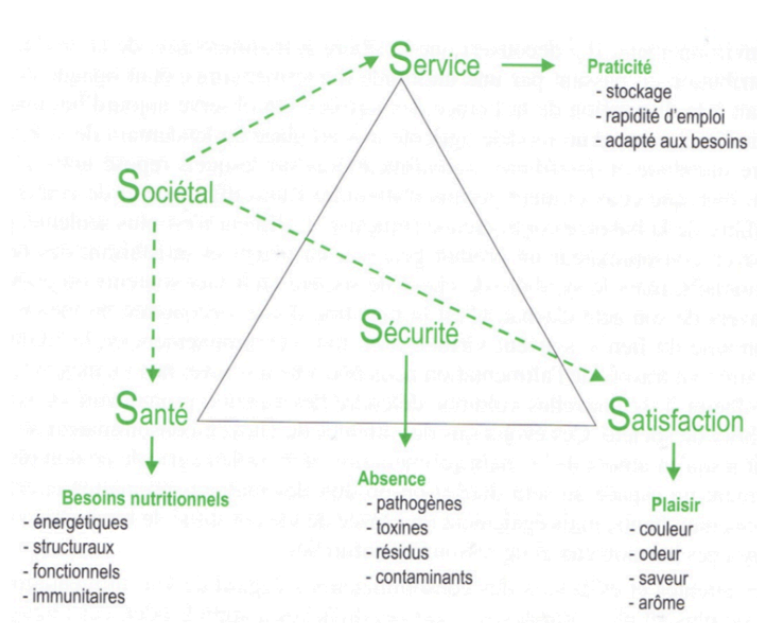 Service
Praticité
- stockage
- rapidité d'emploi
- adapté aux besoins
Sociétal
Sécurité
Santé
Satisfaction
Besoins nutritionnels
- énergétiques
- structuraux
- fonctionnels
- immunitaires
Absence
- pathogènes
- toxines
- résidus
- contaminants
Plaisir
- couleur
- odeur
- saveur
- arôme